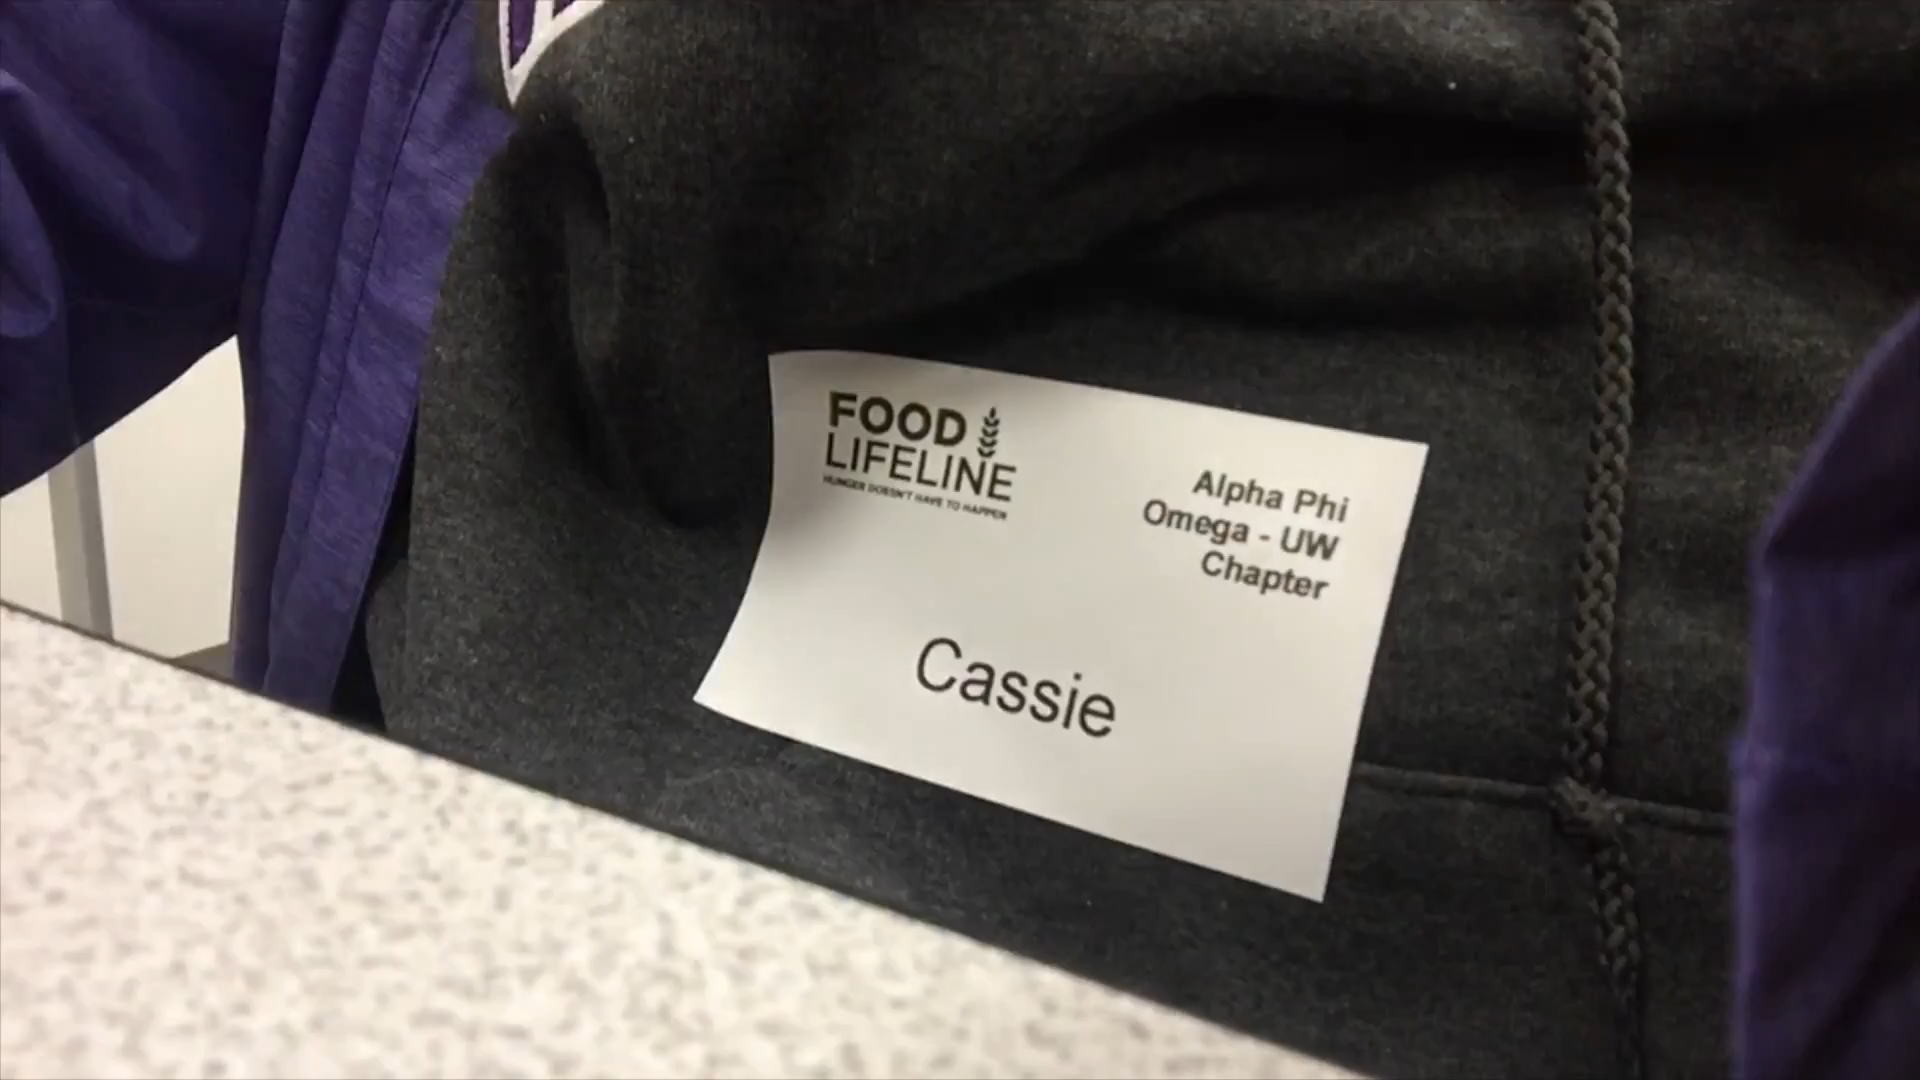 FOOD
LIFELINE
HUNGER DOESN'T HAVE TO HAPPEN
Alpha Phi
Omega - UW
Chapter
Cassie